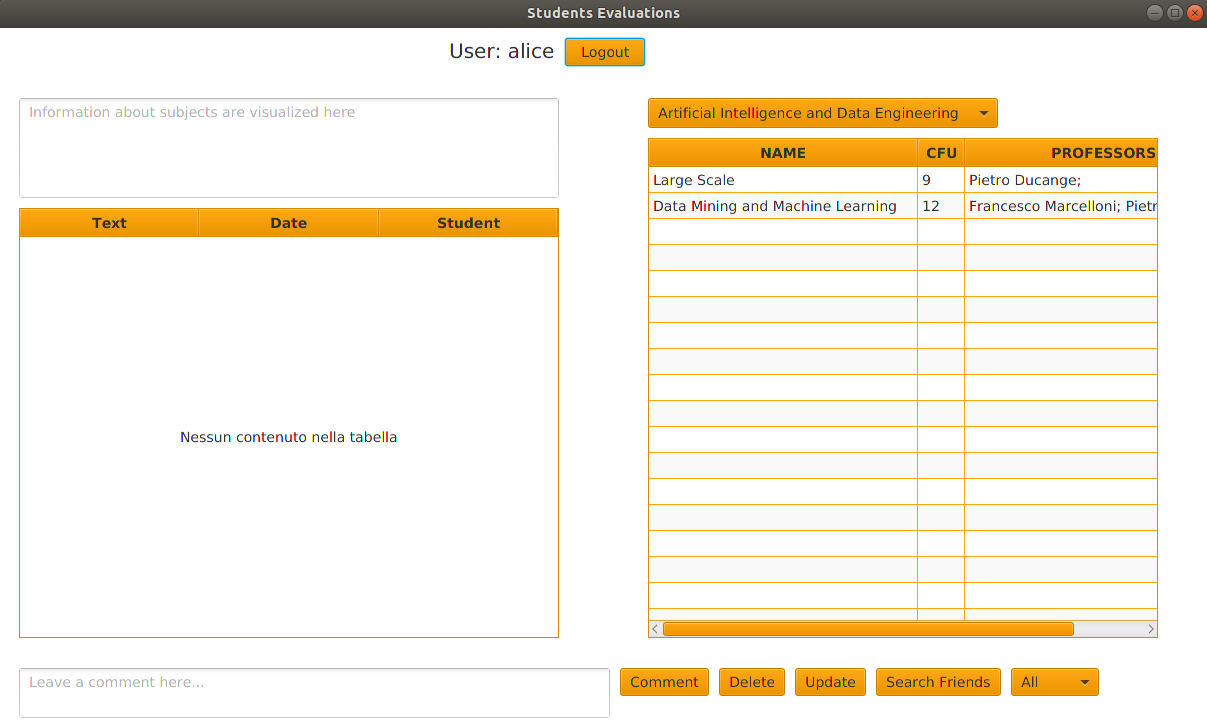 Students Evaluations
User: alice
Logout
Information about subjects are visualized here
Text Date Student
Nessun contenuto nella tabella
Artificial Intelligence and Data Engineering
NAME CFU PROFESSORS
Large Scale 9 Pietro Ducange;
Data Mining and Machine Learning 12 Francesco Marcelloni; Pietr
Leave a comment here...
Comment Delete Update Search Friends All